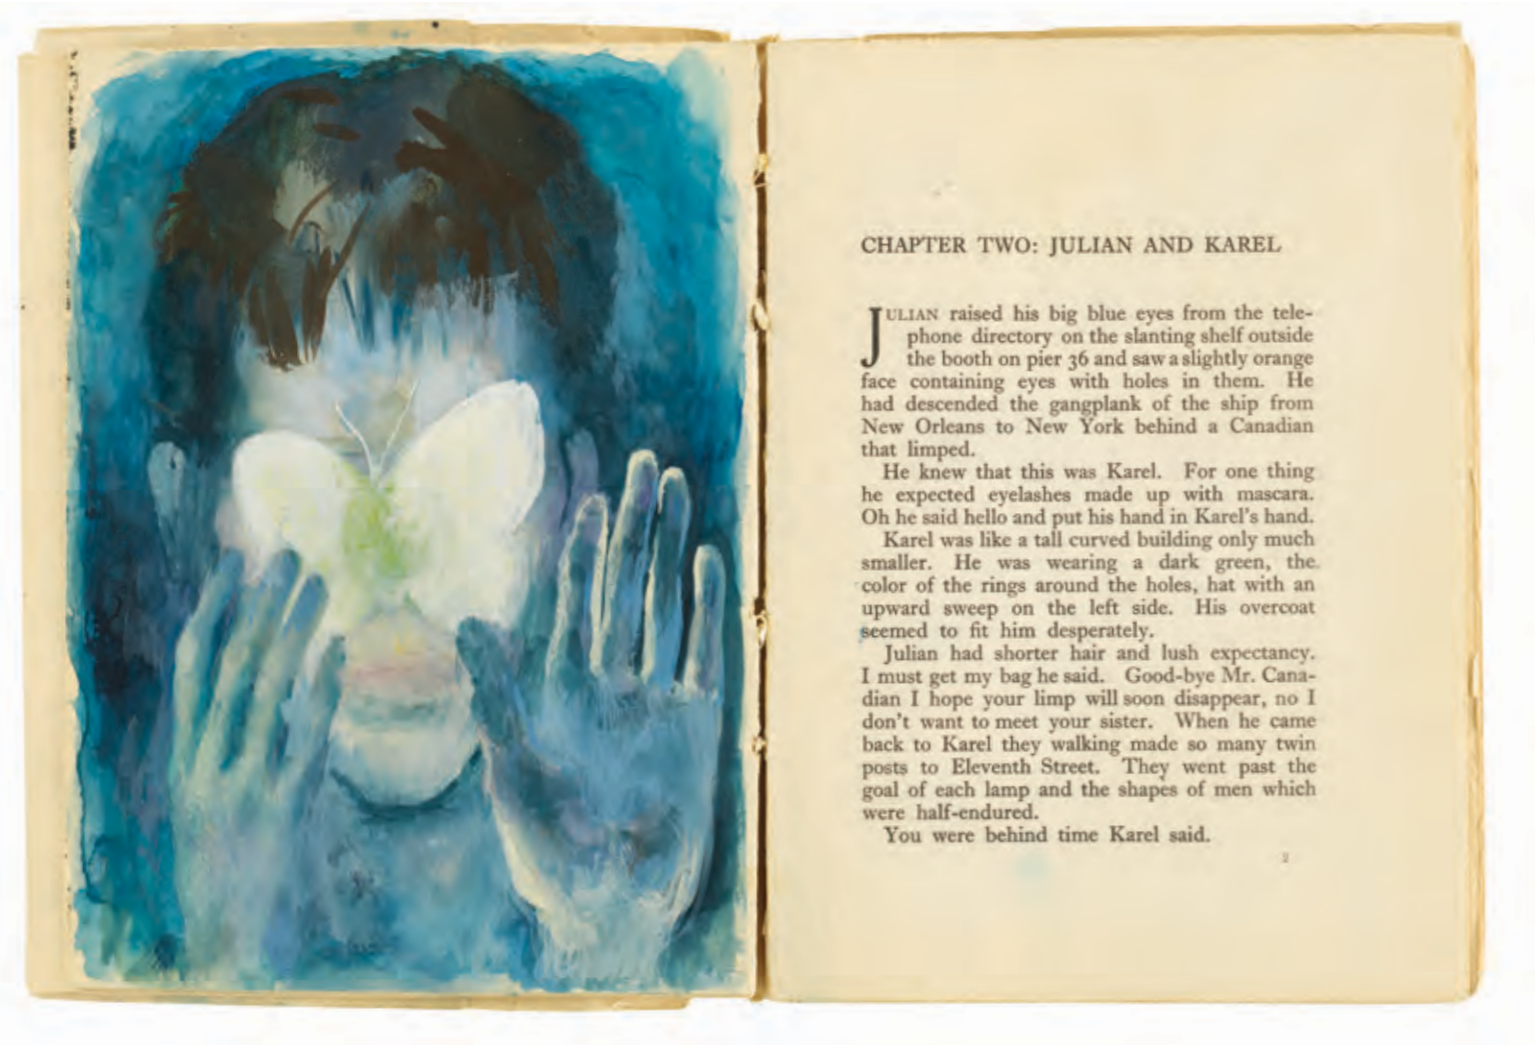 CHAPTER TWO: JULIAN AND KAREL
JULIAN raised his big blue eyes from the tele-
phone directory on the slanting shelf outside
the booth on pier 36 and saw a slightly orange
face containing eyes with holes in them. He
had descended the gangplank of the ship from
New Orleans to New York behind a Canadian
that limped.
He knew that this was Karel. For one thing
he expected eyelashes made up with mascara.
Oh he said hello and put his hand in Karel's hand.
Karel was like a tall curved building only much
smaller. He was wearing a dark green, the
color of the rings around the holes, hat with an
upward sweep on the left side. His overcoat
seemed to fit him desperately.
Julian had shorter hair and lush expectancy.
I must get my bag he said. Good-bye Mr. Cana-
dian I hope your limp will soon disappear, no I
don't want to meet your sister. When he came
back to Karel they walking made so many twin
posts to Eleventh Street. They went past the
goal of each lamp and the shapes of men which
were half-endured.
You were behind time Karel said.
2